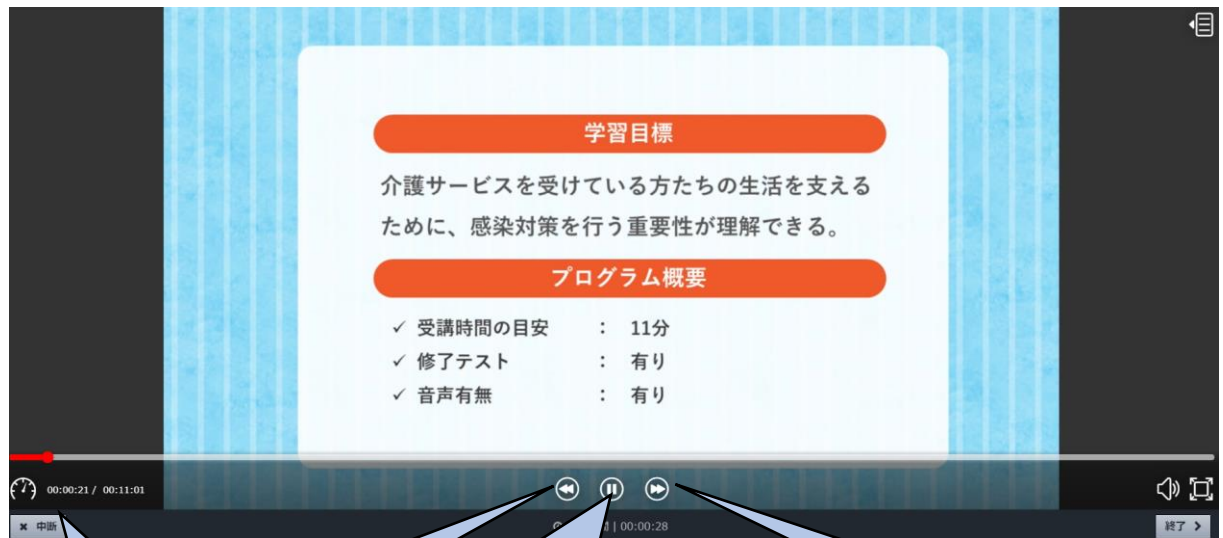 学習目標
介護サービスを受けている方たちの生活を支える
ために、感染対策を行う重要性が理解できる。
プログラム概要
✓ 受講時間の目安 : 11分
✓ 修了テスト : 有り
✓ 音声有無 : 有り
00:00:21 / 00:11:01
× 中断
| 00:00:28
終了 >